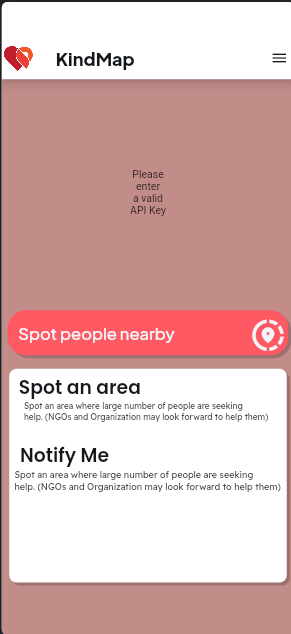 KindMap
Please
enter
a valid
API Key
Spot people nearby
Spot an area
Spot an area where large number of people are seeking
help. (NGOs and Organization may look forward to help them)
Notify Me
Spot an area where large number of people are seeking
help. (NGOs and Organization may look forward to help them)